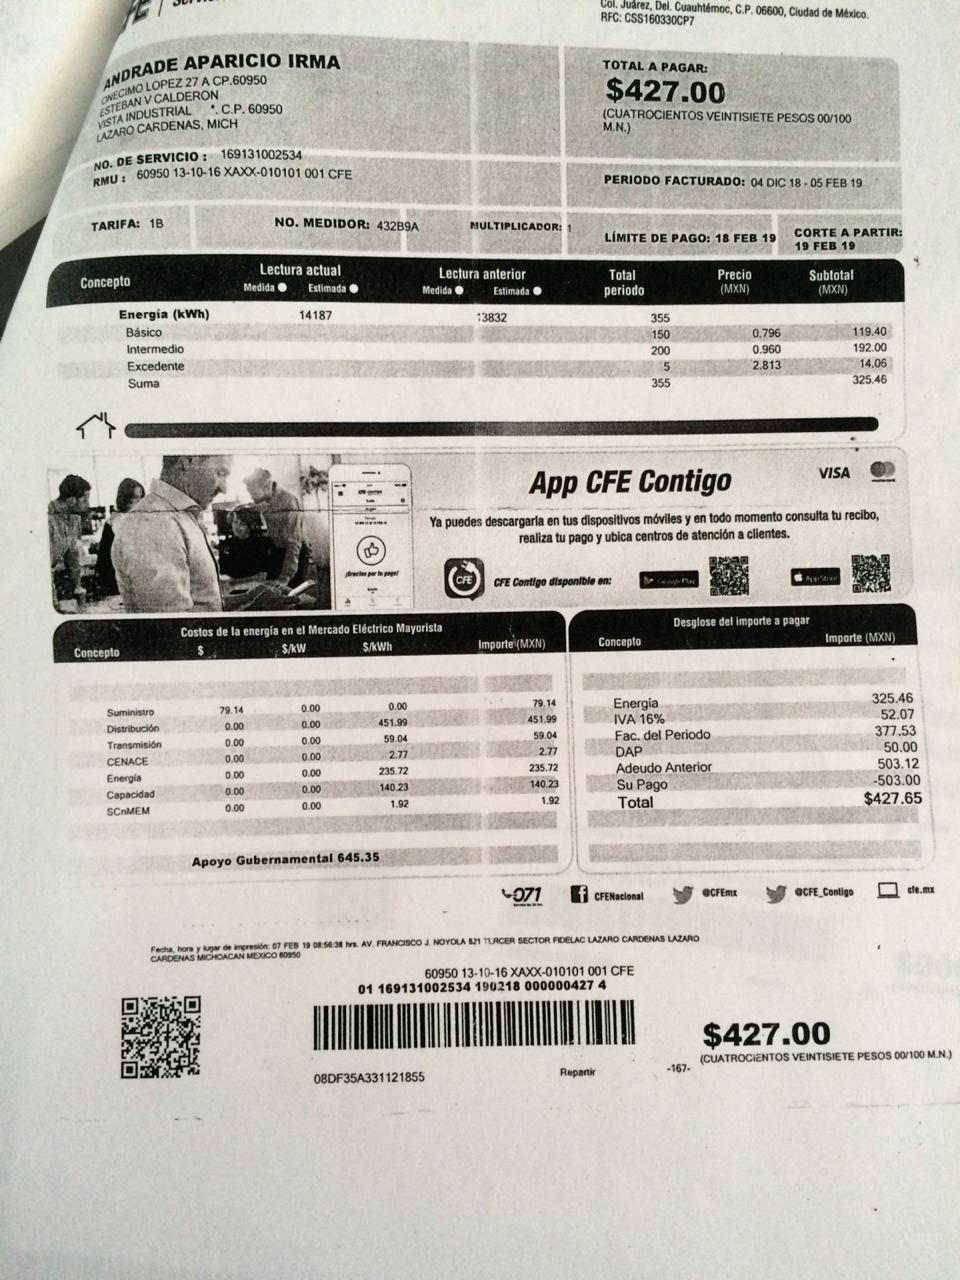 Col. Juárez, Del. Cuauhtémoc, C.P. 06600, Ciudad de México.
RFC: CSS160330CP7
ANDRADE APARICIO IRMA
ONECIMO LOPEZ 27 A CP.60950
ESTEBAN V CALDERON
VISTA INDUSTRIAL *. C.P. 60950
LAZARO CARDENAS, MICH
NO. DE SERVICIO : 169131002534
RMU : 60950 13-10-16 XAXX-010101 001 CFE
TOTAL A PAGAR:
$427.00
(CUATROCIENTOS VEINTISIETE PESOS 00/100
M.N.)
PERIODO FACTURADO: 04 DIC 18 - 05 FEB 19
TARIFA: 1B NO. MEDIDOR: 432B9A MULTIPLICADOR: 1
LÍMITE DE PAGO: 18 FEB 19 CORTE A PARTIR:
19 FEB 19
Concepto Lectura actual Lectura anterior Total periodo Precio (MXN) Subtotal (MXN)
Medida Estimada Medida Estimada
Energía (kWh) 14187 13832 355
Básico 150 0.796 119.40
Intermedio 200 0.960 192.00
Excedente 5 2.813 14.06
Suma 355 325.46
App CFE Contigo VISA
Ya puedes descargarla en tus dispositivos móviles y en todo momento consulta tu recibo,
realiza tu pago y ubica centros de atención a clientes.
CFE CFE Contigo disponible en: Google Play App Store
¡Gracias por tu pago!
Costos de la energía en el Mercado Eléctrico Mayorista
Concepto $ $/kW $/kWh Importe (MXN)
Suministro 79.14 0.00 0.00 79.14
Distribución 0.00 0.00 451.99 451.99
Transmisión 0.00 0.00 59.04 59.04
CENACE 0.00 0.00 2.77 2.77
Energía 0.00 0.00 235.72 235.72
Capacidad 0.00 0.00 140.23 140.23
SCnMEM 0.00 0.00 1.92 1.92
Apoyo Gubernamental 645.35
Desglose del importe a pagar
Concepto Importe (MXN)
Energía 325.46
IVA 16% 52.07
Fac. del Periodo 377.53
DAP 50.00
Adeudo Anterior 503.12
Su Pago -503.00
Total $427.65
071 CFENacional @CFEmx @CFE_Contigo cfe.mx
Fecha, hora y lugar de impresión: 07 FEB 19 08:56:38 hrs. AV. FRANCISCO J. NOYOLA 521 TERCER SECTOR FIDELAC LAZARO CARDENAS LAZARO
CARDENAS MICHOACAN MEXICO 60950
60950 13-10-16 XAXX-010101 001 CFE
01 169131002534 190218 000000427 4
08DF35A331121855 Repartir -167-
$427.00
(CUATROCIENTOS VEINTISIETE PESOS 00/100 M.N.)